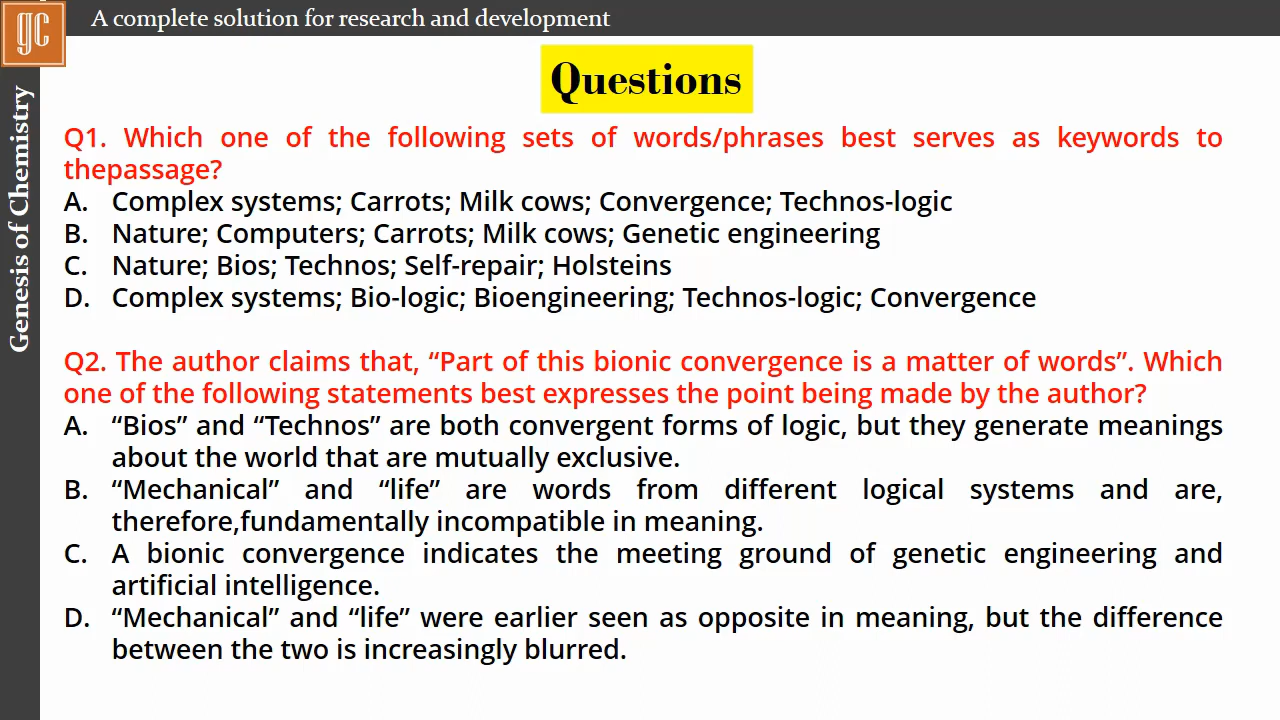 gc
A complete solution for research and development
Genesis of Chemistry
Questions
Q1. Which one of the following sets of words/phrases best serves as keywords to
thepassage?
A. Complex systems; Carrots; Milk cows; Convergence; Technos-logic
B. Nature; Computers; Carrots; Milk cows; Genetic engineering
C. Nature; Bios; Technos; Self-repair; Holsteins
D. Complex systems; Bio-logic; Bioengineering; Technos-logic; Convergence
Q2. The author claims that, “Part of this bionic convergence is a matter of words”. Which
one of the following statements best expresses the point being made by the author?
A. “Bios” and “Technos” are both convergent forms of logic, but they generate meanings
about the world that are mutually exclusive.
B. “Mechanical” and “life” are words from different logical systems and are,
therefore,fundamentally incompatible in meaning.
C. A bionic convergence indicates the meeting ground of genetic engineering and
artificial intelligence.
D. “Mechanical” and “life” were earlier seen as opposite in meaning, but the difference
between the two is increasingly blurred.